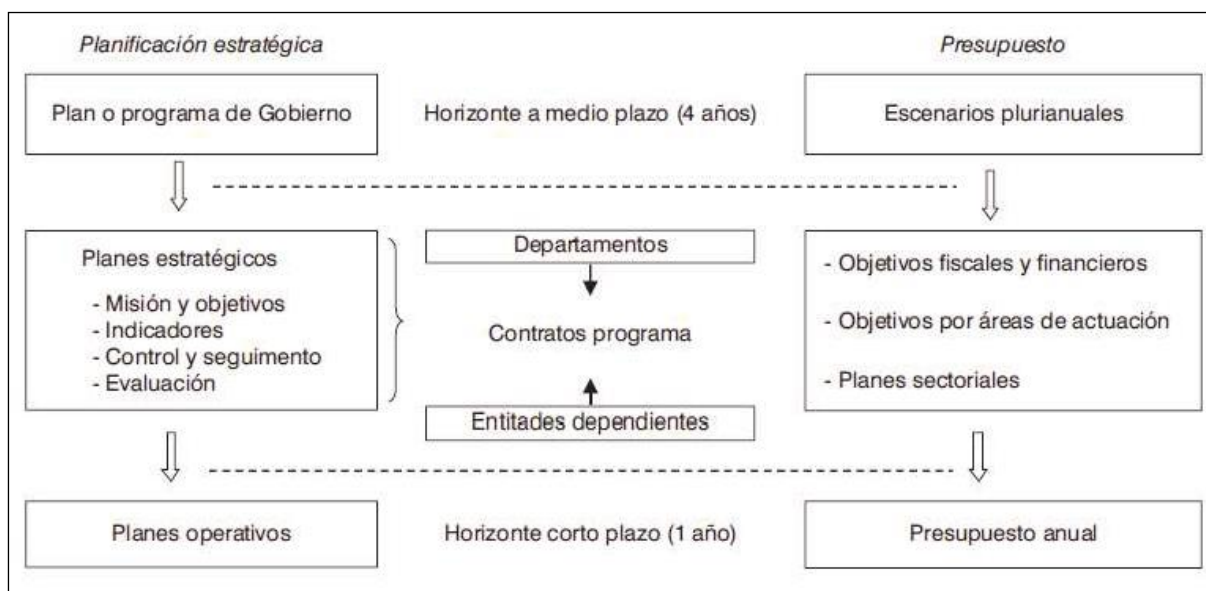 Planificación estratégica
Presupuesto
Plan o programa de Gobierno
Horizonte a medio plazo (4 años)
Escenarios plurianuales
Planes estratégicos
- Misión y objetivos
- Indicadores
- Control y seguimento
- Evaluación
Departamentos
Contratos programa
Entitades dependientes
- Objetivos fiscales y financieros
- Objetivos por áreas de actuación
- Planes sectoriales
Planes operativos
Horizonte corto plazo (1 año)
Presupuesto anual